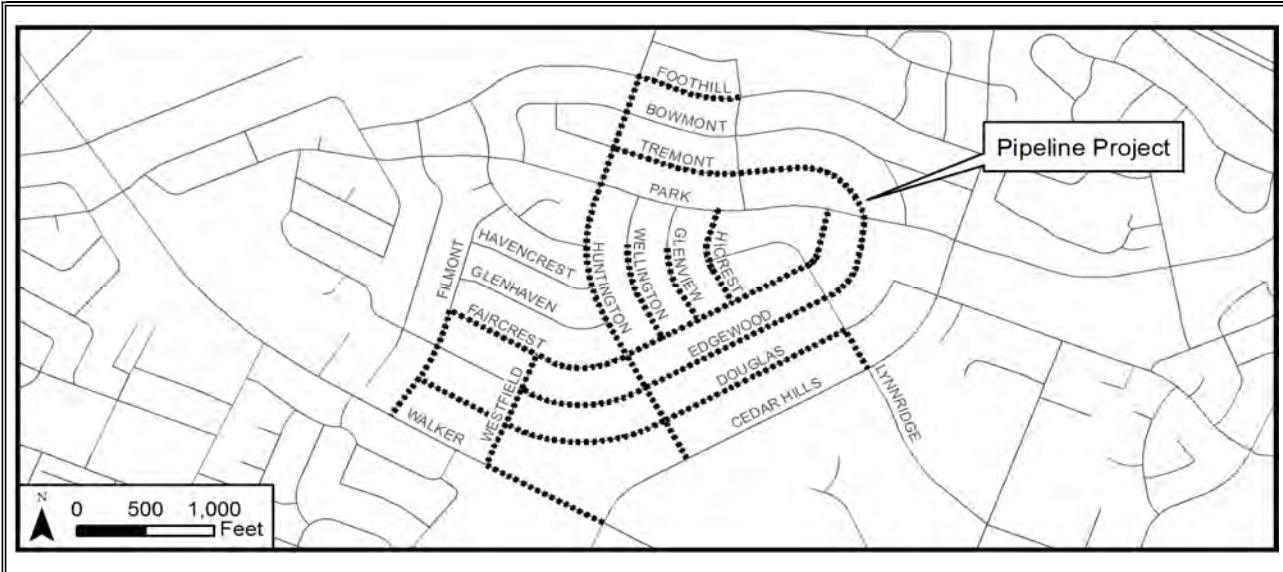 FOOTHILL
BOWMONT
TREMONT
Pipeline Project
PARK
HAVENCREST
FILMONT
GLENHAVEN
HUNTINGTON
WELLINGTON
GLENVIEW
HICREST
FAIRCREST
EDGEWOOD
DOUGLAS
WESTFIELD
CEDAR HILLS
LYNNRIDGE
WALKER
N
0 500 1,000
Feet